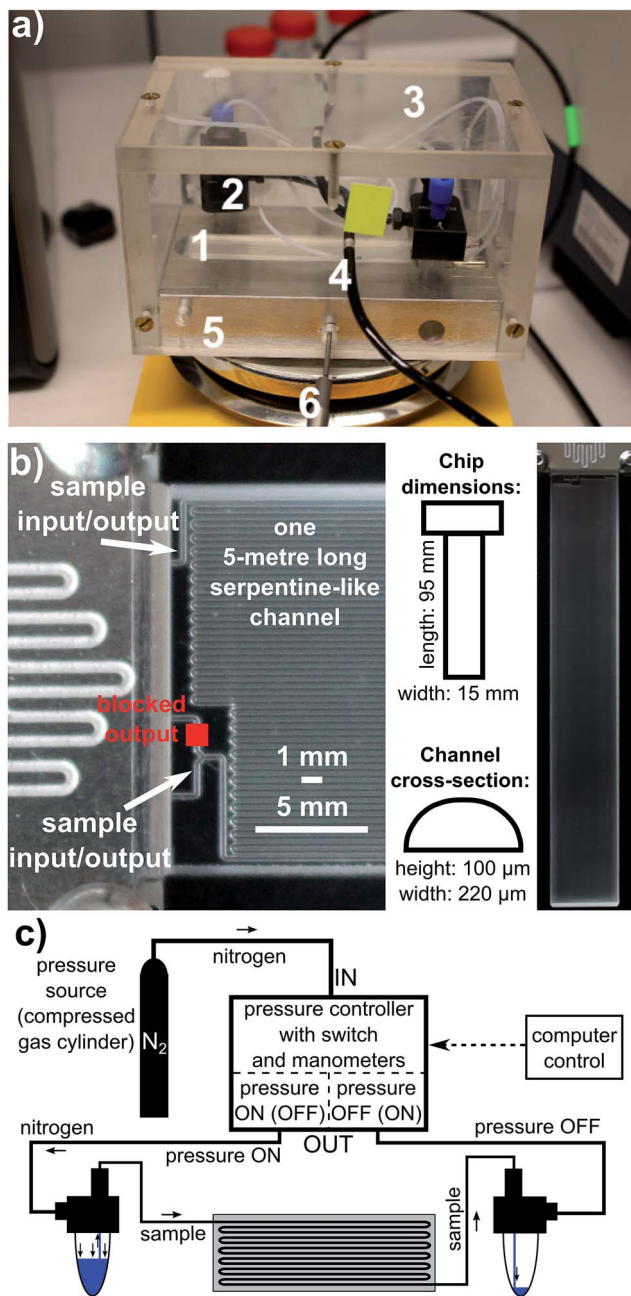 a)
3
2
1
4
5
6
b)
sample
input/output
one
5-metre long
serpentine-like
channel
blocked
output
1 mm
5 mm
sample
input/output
Chip
dimensions:
length: 95 mm
width: 15 mm
Channel
cross-section:
height: 100 µm
width: 220 µm
c)
nitrogen
pressure
source
(compressed
gas cylinder)
N2
IN
pressure controller
with switch
and manometers
computer
control
pressure
ON (OFF)
pressure
OFF (ON)
nitrogen
pressure ON
OUT
pressure OFF
sample
sample